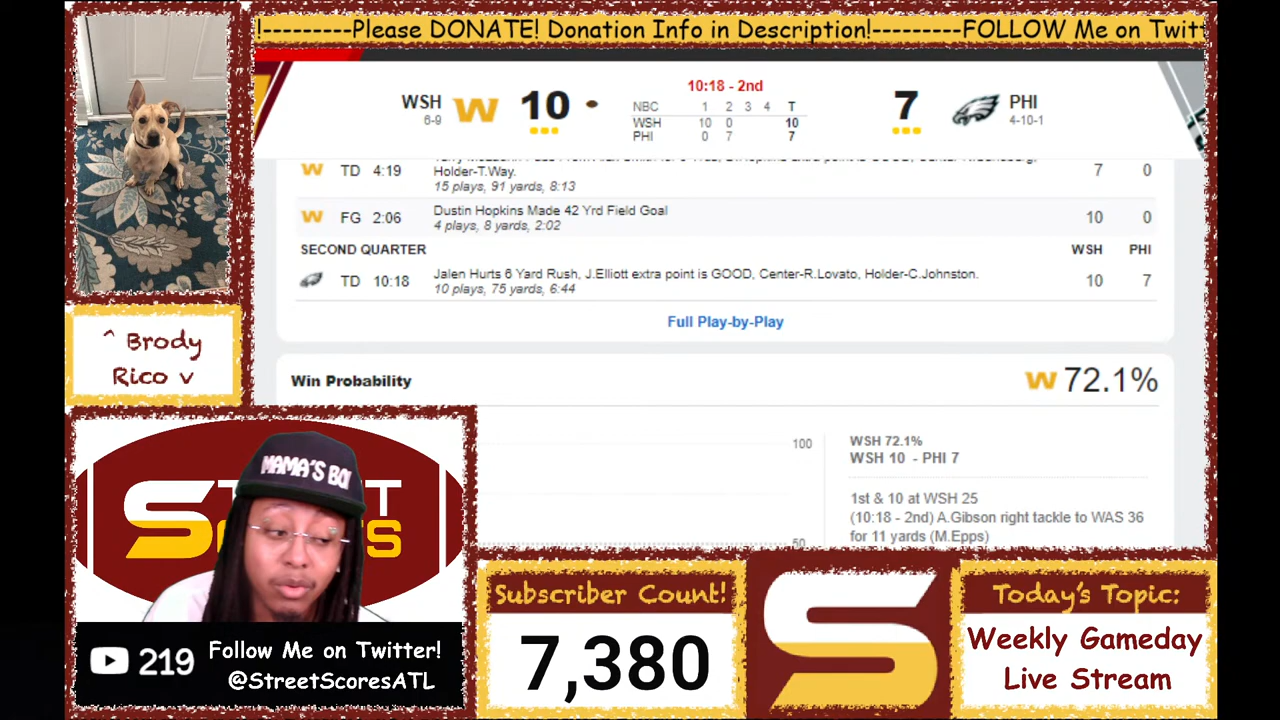 !---------Please DONATE! Donation Info in Description!---------FOLLOW Me on Twitt
WSH
6-9
W
10
10:18 - 2nd
NBC 1 2 3 4 T
WSH 10 0 10
PHI 0 7 7
7
PHI
4-10-1
W TD 4:19 7 0
Holder-T.Way.
15 plays, 91 yards, 8:13
W FG 2:06 Dustin Hopkins Made 42 Yrd Field Goal 10 0
4 plays, 8 yards, 2:02
SECOND QUARTER WSH PHI
TD 10:18 Jalen Hurts 6 Yard Rush, J.Elliott extra point is GOOD, Center-R.Lovato, Holder-C.Johnston. 10 7
10 plays, 75 yards, 6:44
Full Play-by-Play
Win Probability W 72.1%
100
50
WSH 72.1%
WSH 10 - PHI 7
1st & 10 at WSH 25
(10:18 - 2nd) A.Gibson right tackle to WAS 36
for 11 yards (M.Epps)
^ Brody
Rico v
MAMA'S BOY
219
Follow Me on Twitter!
@StreetScoresATL
Subscriber Count!
7,380
S
Today's Topic:
Weekly Gameday
Live Stream